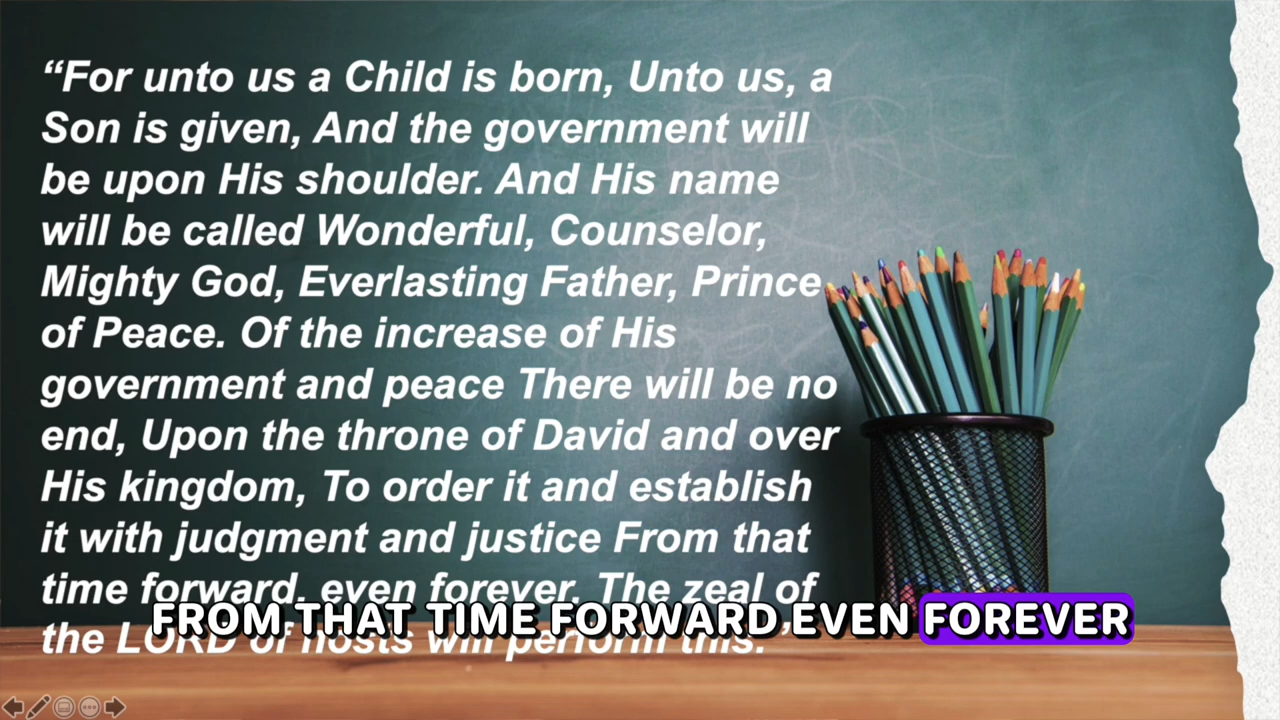 “For unto us a Child is born, Unto us, a
Son is given, And the government will
be upon His shoulder. And His name
will be called Wonderful, Counselor,
Mighty God, Everlasting Father, Prince
of Peace. Of the increase of His
government and peace There will be no
end, Upon the throne of David and over
His kingdom, To order it and establish
it with judgment and justice From that
time forward, even forever. The zeal of
the LORD of hosts will perform this.”
FROM THAT TIME FORWARD EVEN FOREVER